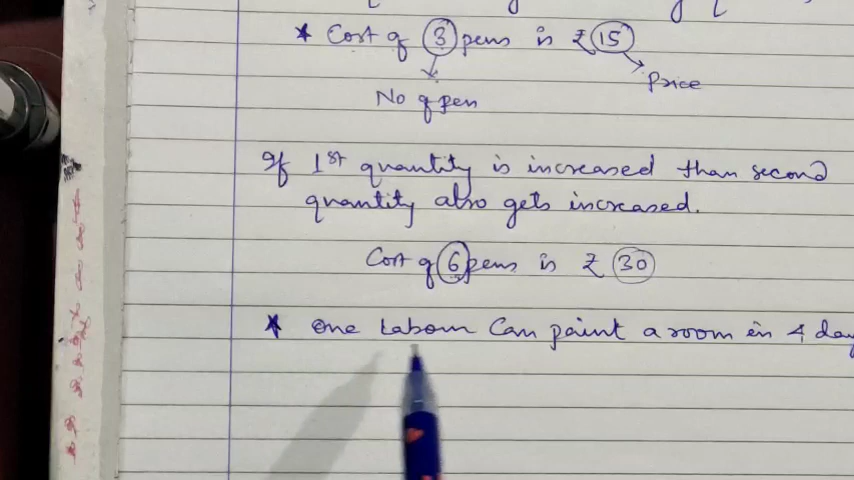 * Cost of 3 pens is ₹ 15
Price
No of pen
If 1st quantity is increased than second
quantity also gets increased.
Cost of 6 pens is ₹ 30
* One Labour Can paint a room in 4 day